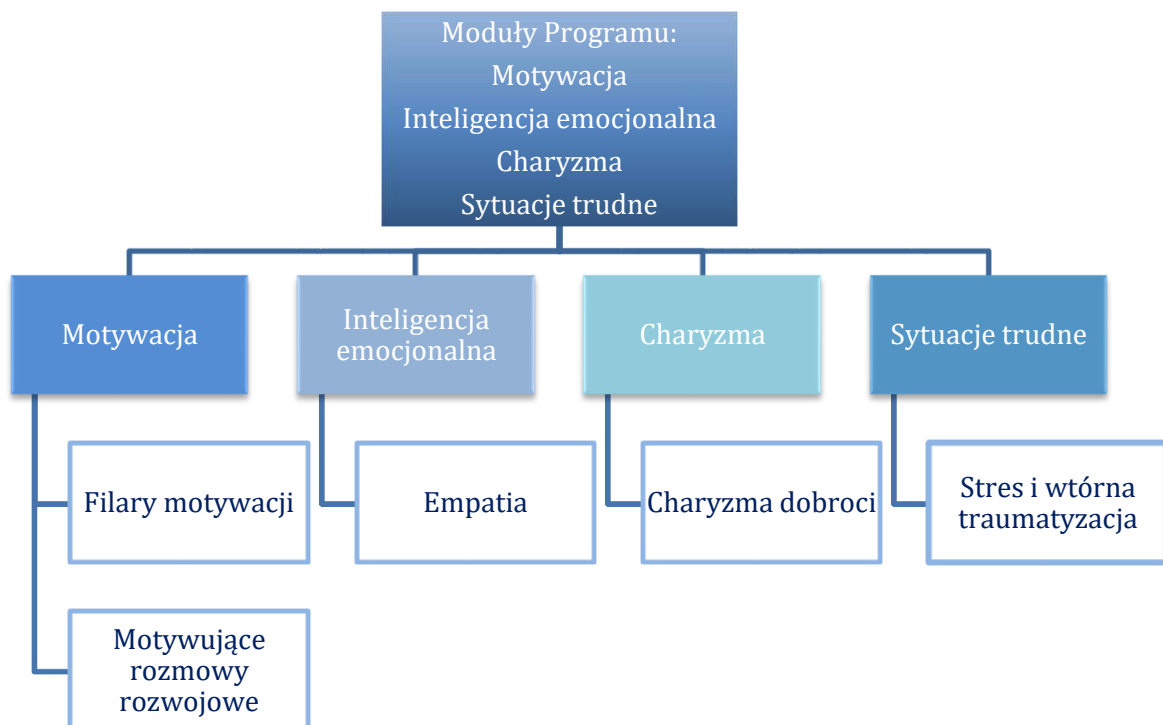 Moduły Programu:
Motywacja
Inteligencja emocjonalna
Charyzma
Sytuacje trudne
Motywacja
Inteligencja
emocjonalna
Charyzma
Sytuacje trudne
Filary motywacji
Empatia
Charyzma dobroci
Stres i wtórna
traumatyzacja
Motywujące
rozmowy
rozwojowe